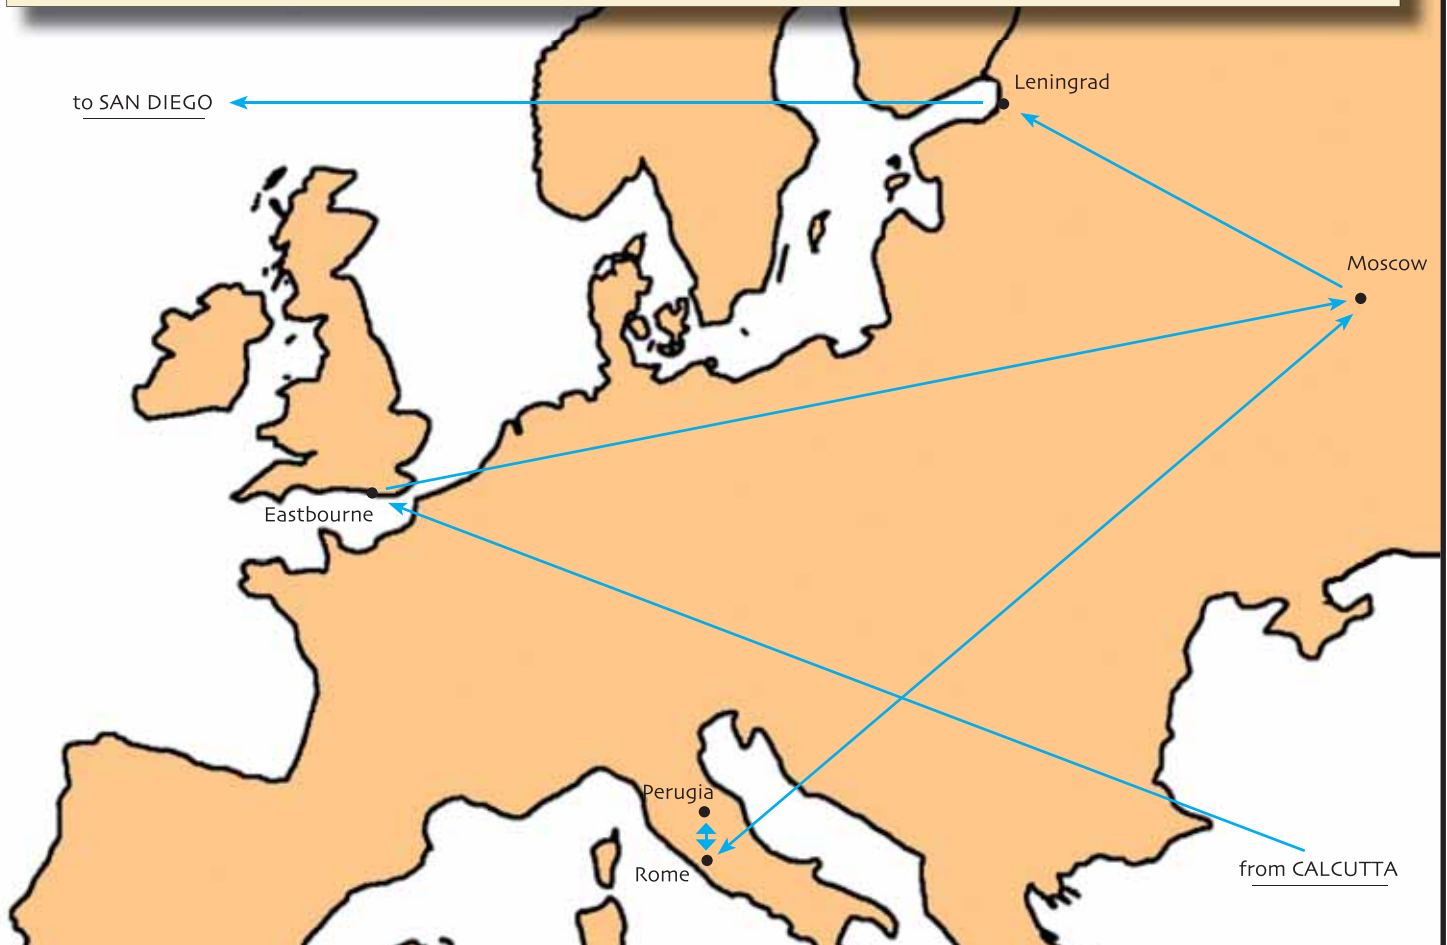 Leningrad
to SAN DIEGO
Moscow
Eastbourne
Perugia
Rome
from CALCUTTA